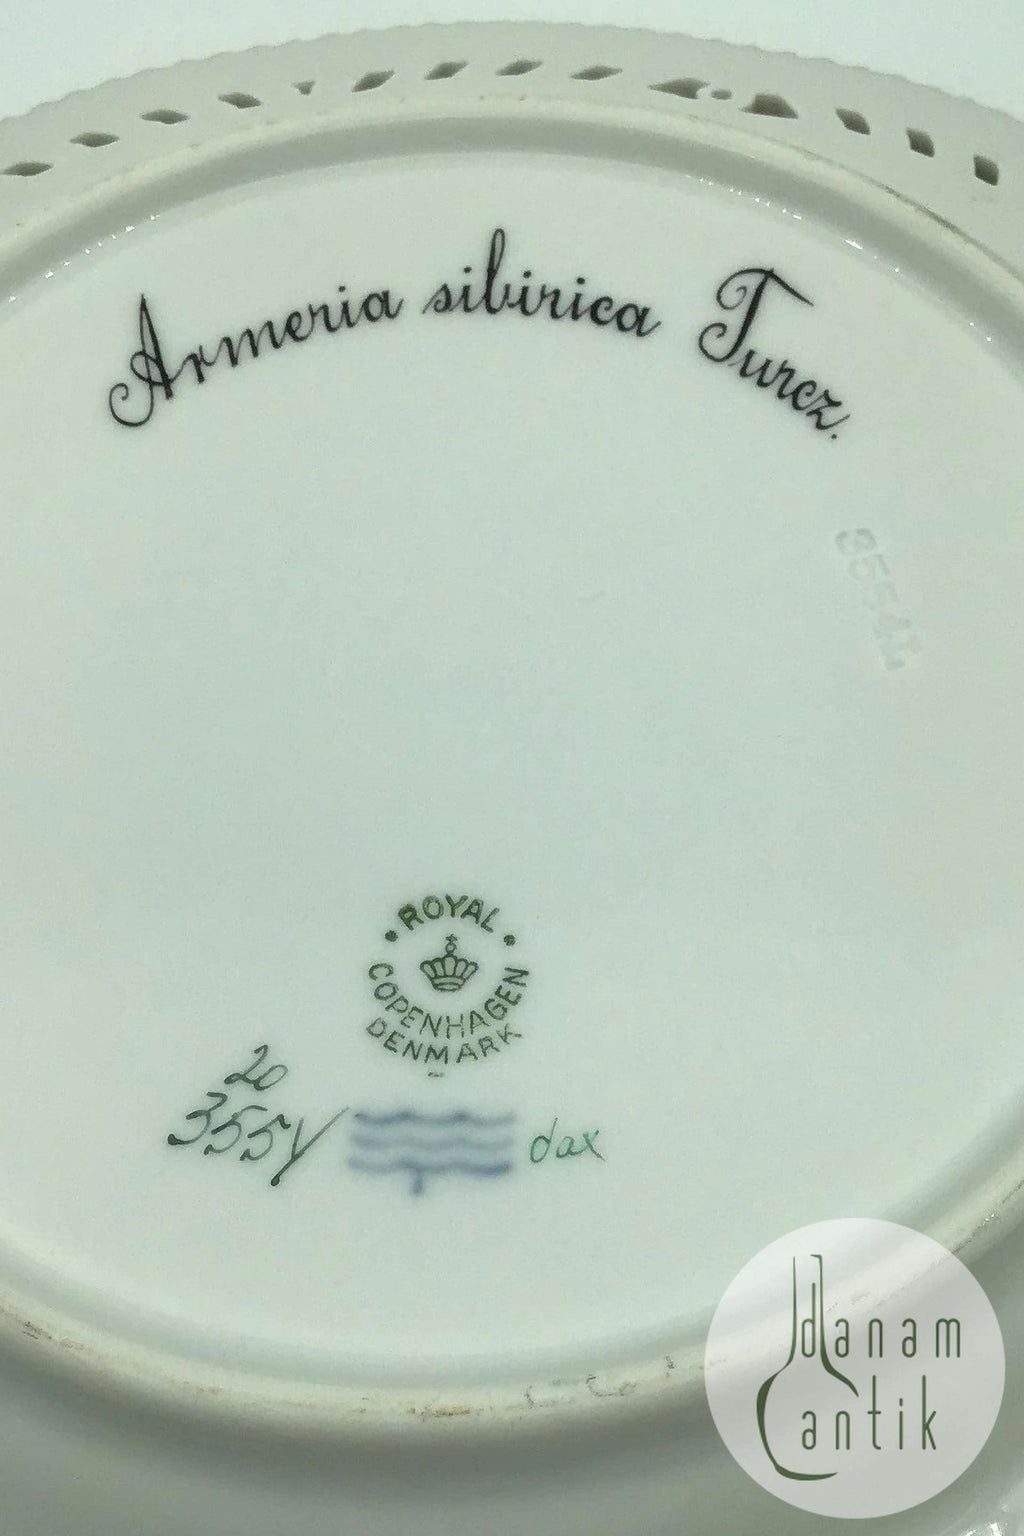 Armeria sibirica Turcz.
3554
ROYAL
COPENHAGEN
DENMARK
20
3554
dax
danam
antik